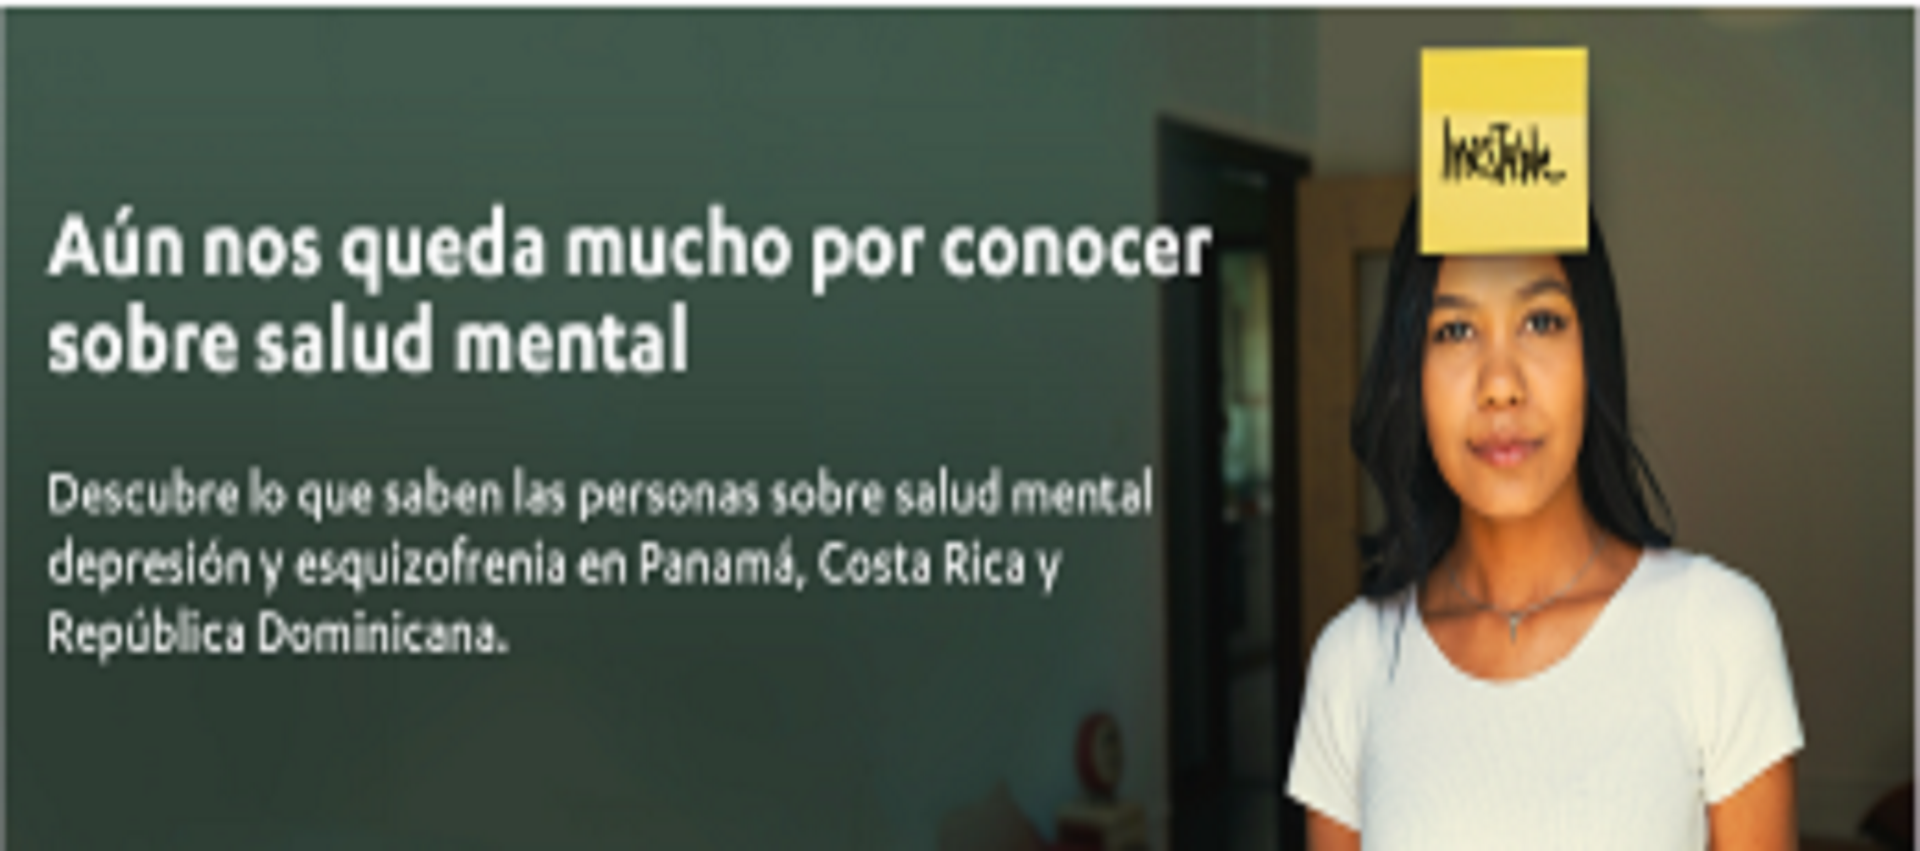 Inestable
Aún nos queda mucho por conocer
sobre salud mental
Descubre lo que saben las personas sobre salud mental
depresión y esquizofrenia en Panamá, Costa Rica y
República Dominicana.